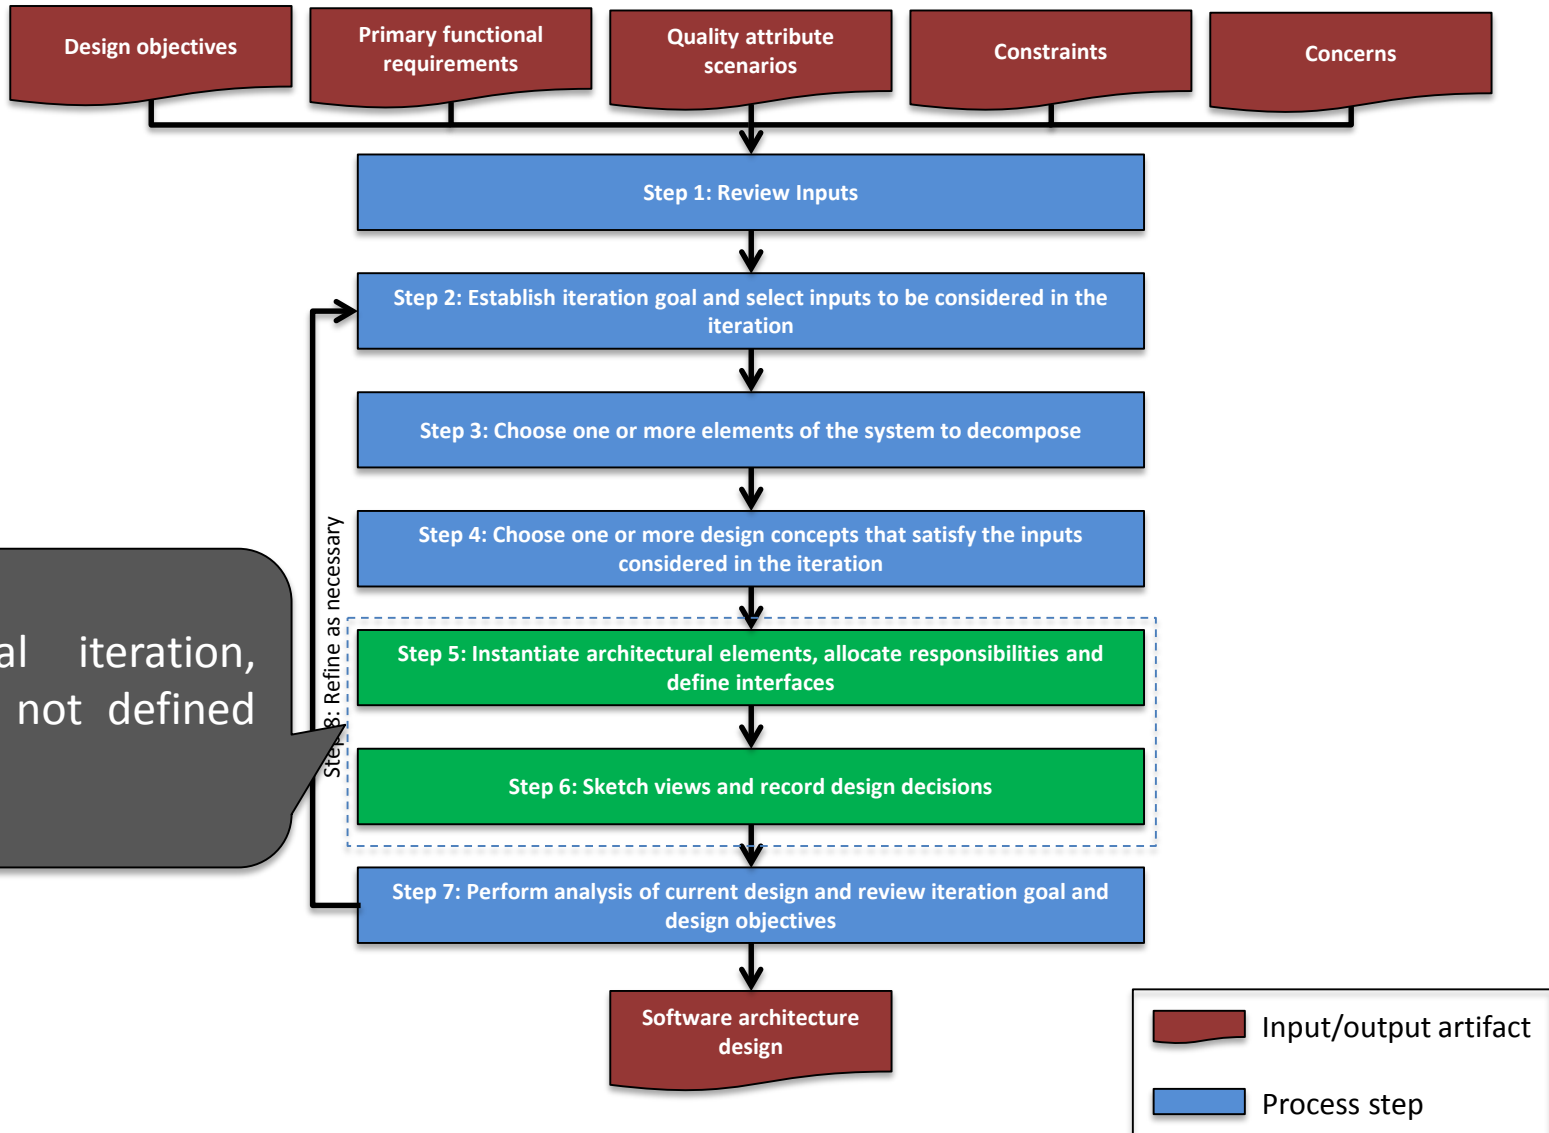 Design objectives
Primary functional
requirements
Quality attribute
scenarios
Constraints
Concerns
Step 1: Review Inputs
Step 2: Establish iteration goal and select inputs to be considered in the
iteration
Step 3: Choose one or more elements of the system to decompose
Step 4: Choose one or more design concepts that satisfy the inputs
considered in the iteration
Step 8: Refine as necessary
iteration,
not defined
Step 5: Instantiate architectural elements, allocate responsibilities and
define interfaces
Step 6: Sketch views and record design decisions
Step 7: Perform analysis of current design and review iteration goal and
design objectives
Software architecture
design
Input/output artifact
Process step